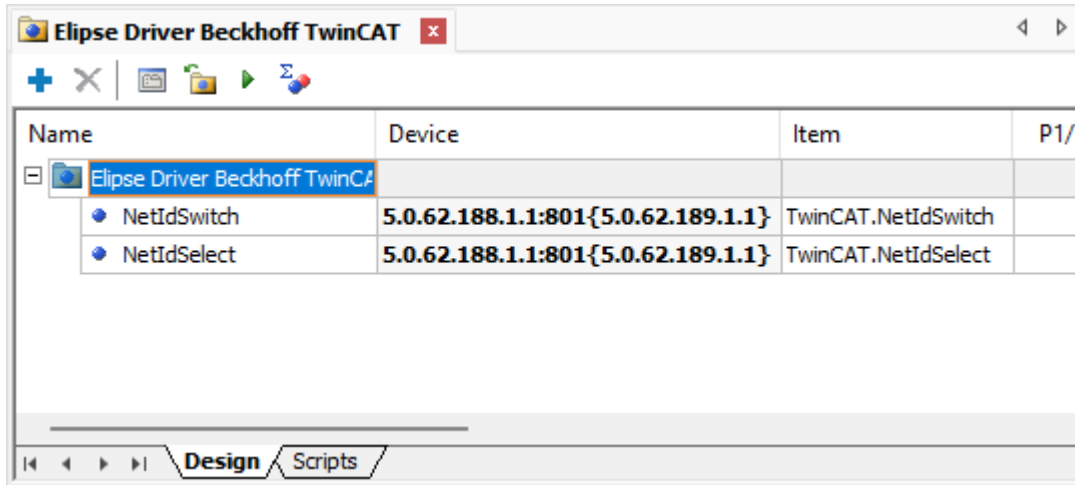 Elipse Driver Beckhoff TwinCAT
Name Device Item P1/
Elipse Driver Beckhoff TwinCA
NetIdSwitch 5.0.62.188.1.1:801{5.0.62.189.1.1} TwinCAT.NetIdSwitch
NetIdSelect 5.0.62.188.1.1:801{5.0.62.189.1.1} TwinCAT.NetIdSelect
Design Scripts